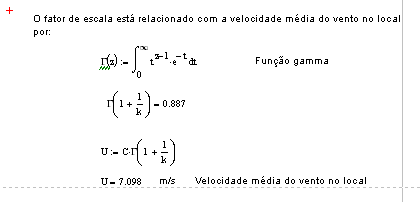 O fator de escala está relacionado com a velocidade média do vento no local
por:
Γ(z) := ∫₀^∞ t^(z-1)·e^(-t) dt Função gamma
Γ(1 + 1/k) = 0.887
U := C·Γ(1 + 1/k)
U = 7.098 m/s Velocidade média do vento no local